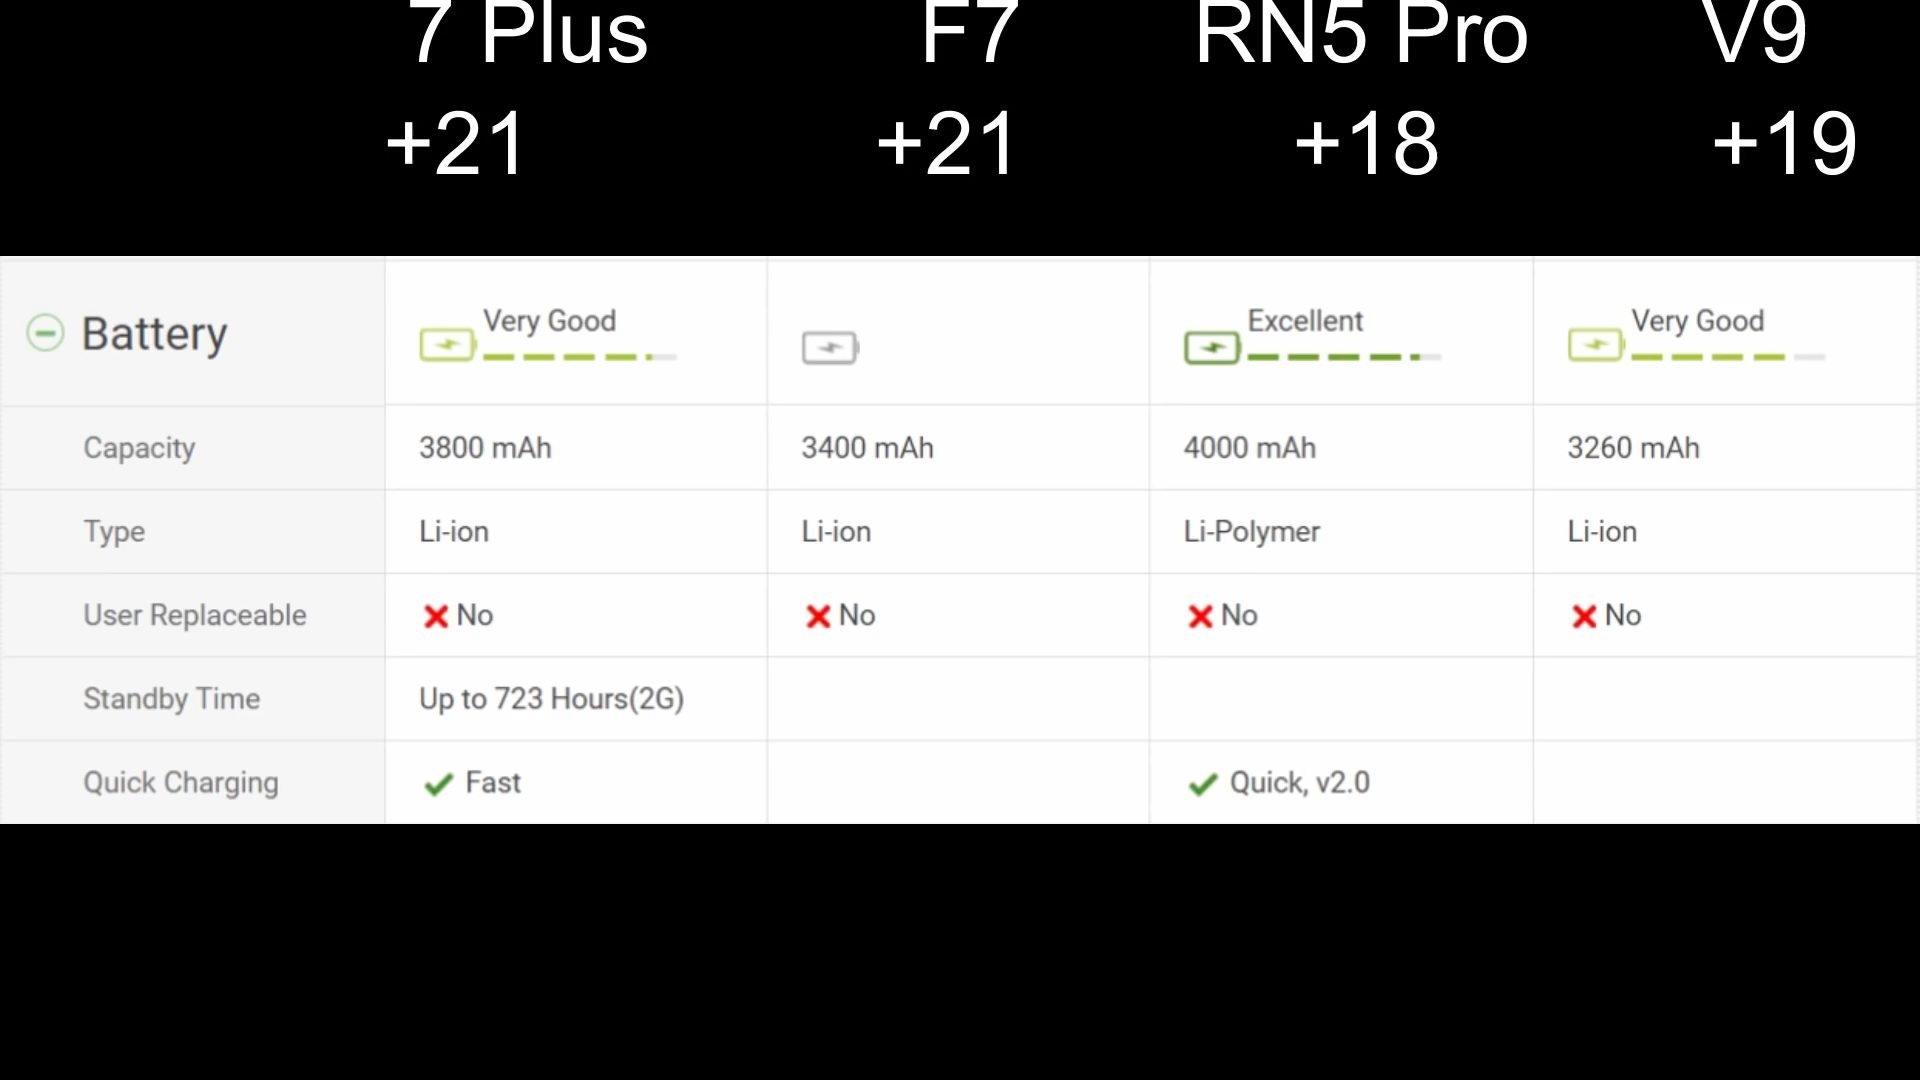 7 Plus F7 RN5 Pro V9
+21 +21 +18 +19
Battery Very Good Excellent Very Good
Capacity 3800 mAh 3400 mAh 4000 mAh 3260 mAh
Type Li-ion Li-ion Li-Polymer Li-ion
User Replaceable No No No No
Standby Time Up to 723 Hours(2G)
Quick Charging Fast Quick, v2.0